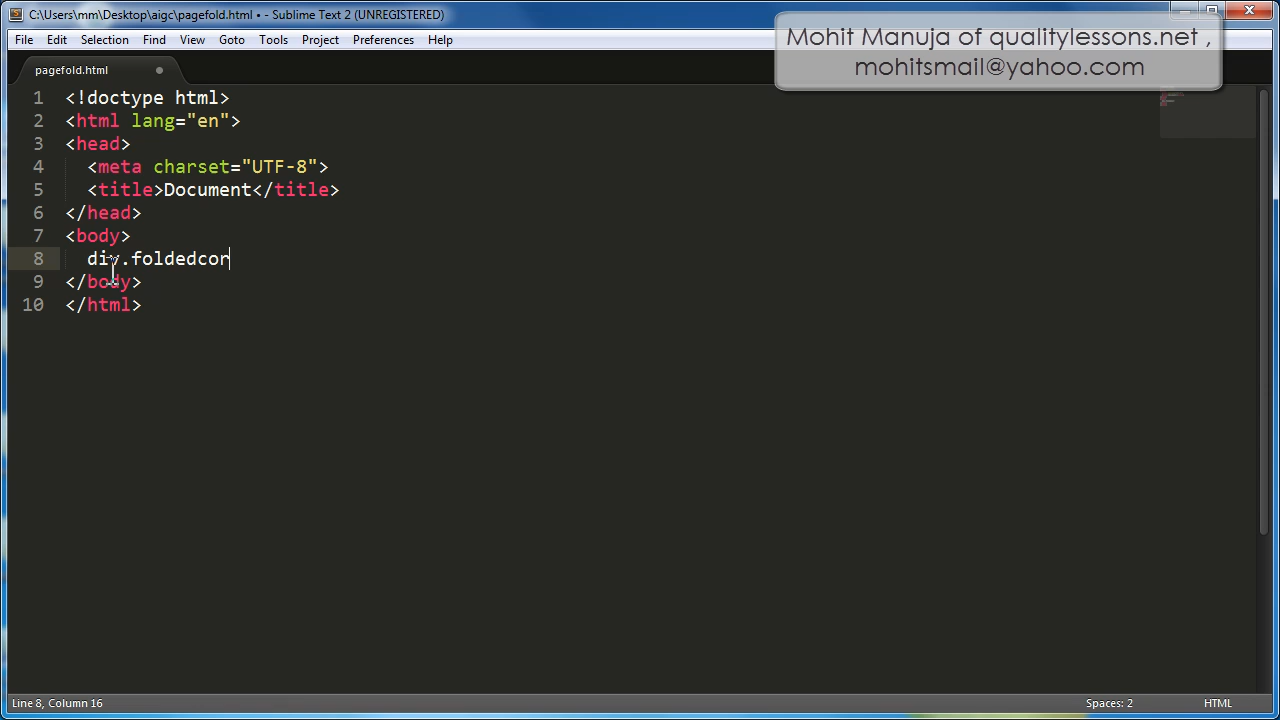 C:\Users\mm\Desktop\aigc\pagefold.html • - Sublime Text 2 (UNREGISTERED)
File Edit Selection Find View Goto Tools Project Preferences Help
Mohit Manuja of qualitylessons.net ,
mohitsmail@yahoo.com
pagefold.html
1 <!doctype html>
2 <html lang="en">
3 <head>
4 <meta charset="UTF-8">
5 <title>Document</title>
6 </head>
7 <body>
8 div.foldedcor
9 </body>
10 </html>
Line 8, Column 16
Spaces: 2
HTML